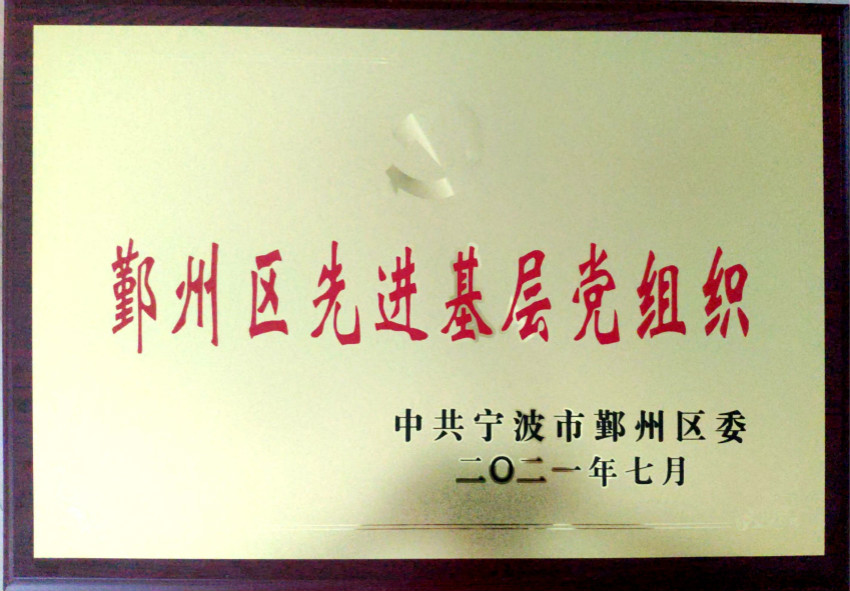 鄞州区先进基层党组织
中共宁波市鄞州区委
二〇二一年七月